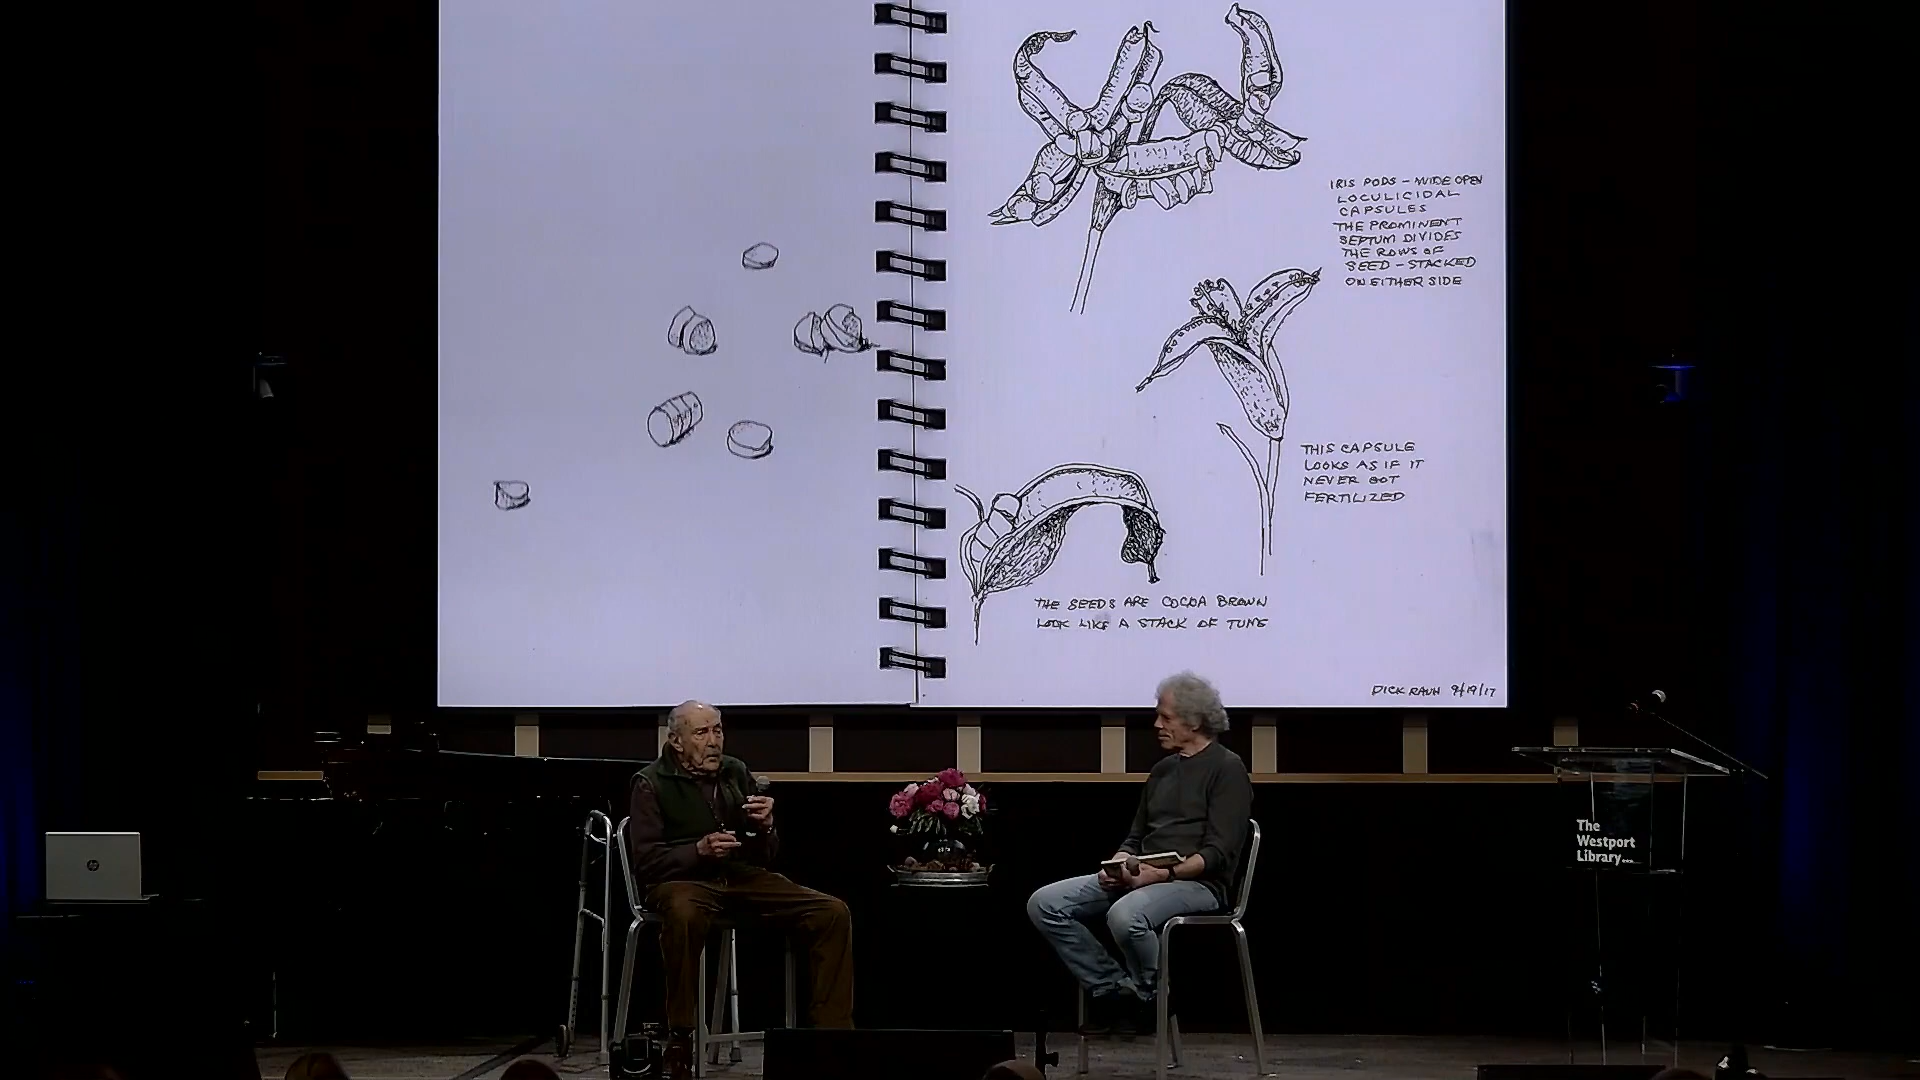 IRIS PODS - WIDE OPEN
LOCULICIDAL
CAPSULES
THE PROMINENT
SEPTUM DIVIDES
THE ROWS OF
SEED - STACKED
ON EITHER SIDE
THIS CAPSULE
LOOKS AS IF IT
NEVER GOT
FERTILIZED
THE SEEDS ARE COCOA BROWN
LOOK LIKE A STACK OF TUMS
DICK RAUH 9/19/17
The
Westport
Library...
hp